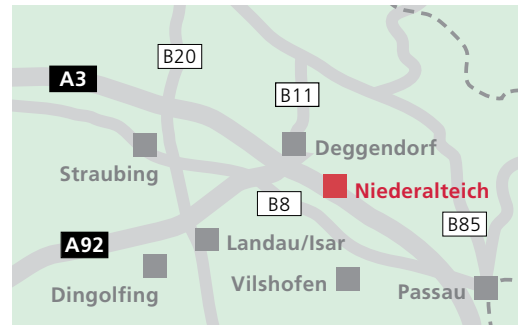 B20
A3
B11
Deggendorf
Straubing
Niederalteich
B8
B85
A92
Landau/Isar
Vilshofen
Dingolfing
Passau